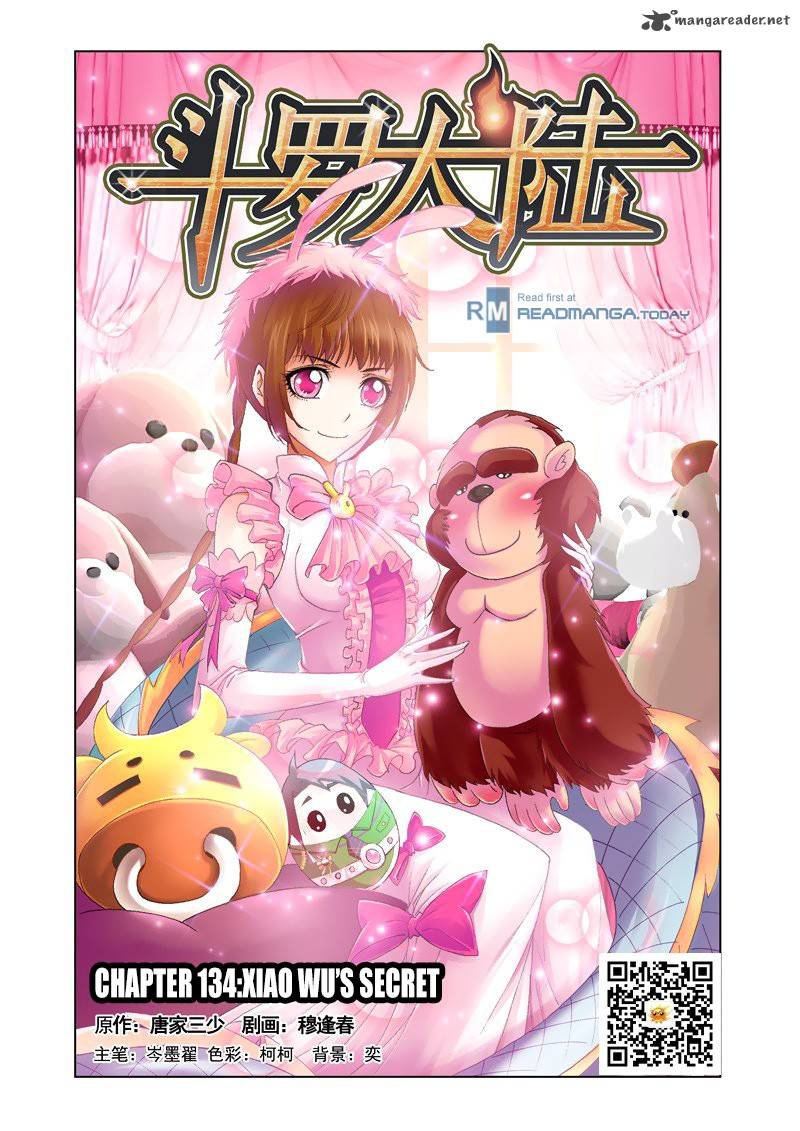 mangareader.net
斗罗大陆
RM Read first at
READMANGA.TODAY
CHAPTER 134:XIAO WU'S SECRET
原作：唐家三少 剧画：穆逢春
主笔：岑墨翟 色彩：柯柯 背景：奕